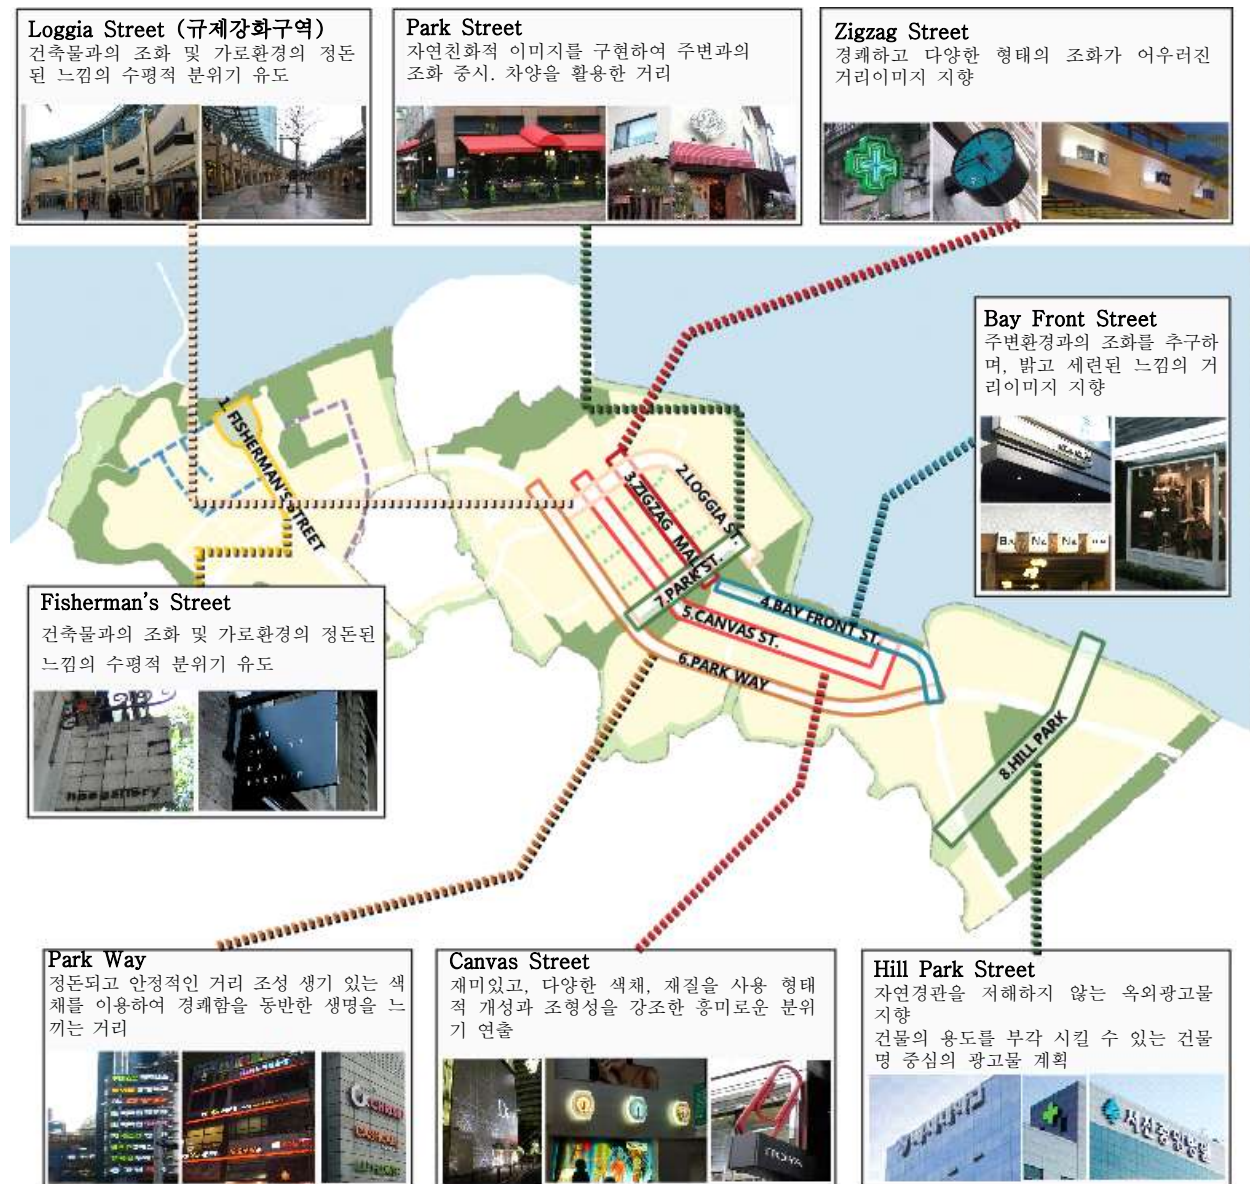 Loggia Street (규제강화구역)
건축물과의 조화 및 가로환경의 정돈
된 느낌의 수평적 분위기 유도
Park Street
자연친화적 이미지를 구현하여 주변과의
조화 중시. 차양을 활용한 거리
Zigzag Street
경쾌하고 다양한 형태의 조화가 어우러진
거리이미지 지향
Bay Front Street
주변환경과의 조화를 추구하
며, 밝고 세련된 느낌의 거
리이미지 지향
1. FISHERMAN'S STREET
2.LOGGIA ST.
3.ZIGZAG MALL
7.PARK ST.
4.BAY FRONT ST.
5.CANVAS ST.
6.PARK WAY
8.HILL PARK
Fisherman's Street
건축물과의 조화 및 가로환경의 정돈된
느낌의 수평적 분위기 유도
Park Way
정돈되고 안정적인 거리 조성 생기 있는 색
채를 이용하여 경쾌함을 동반한 생명을 느
끼는 거리
Canvas Street
재미있고, 다양한 색채, 재질을 사용 형태
적 개성과 조형성을 강조한 흥미로운 분위
기 연출
Hill Park Street
자연경관을 저해하지 않는 옥외광고물
지향
건물의 용도를 부각 시킬 수 있는 건물
명 중심의 광고물 계획